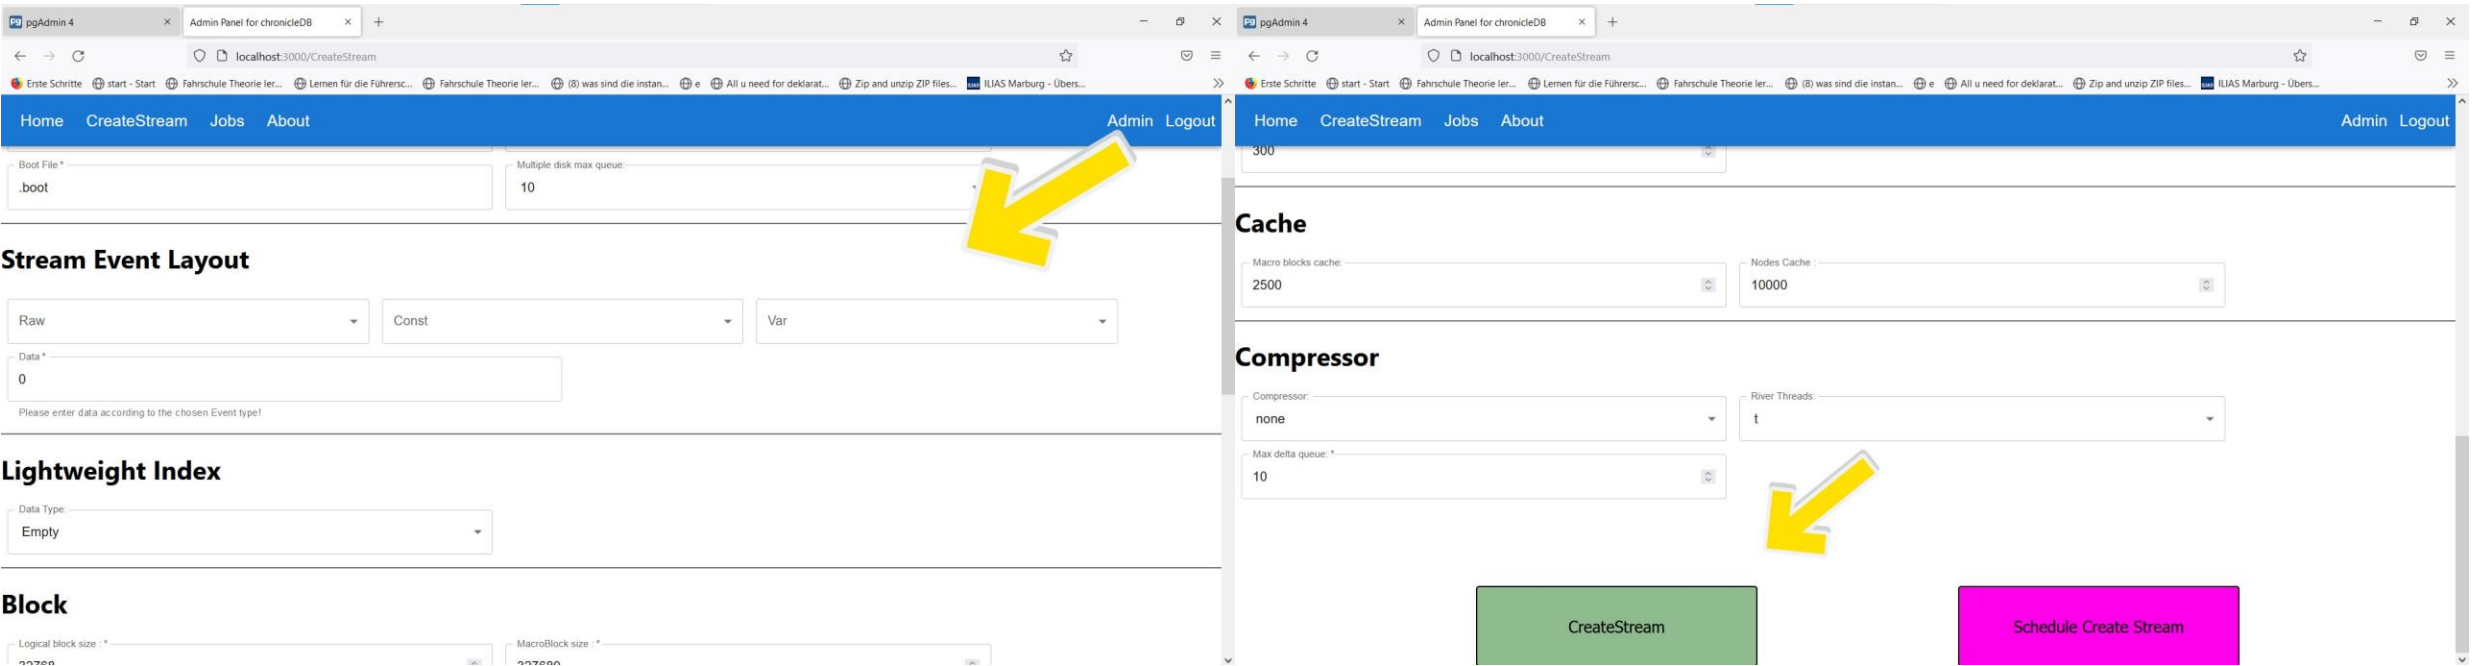 pgAdmin 4
Admin Panel for chronicleDB
localhost:3000/CreateStream
Erste Schritte start - Start Fahrschule Theorie ler... Lernen für die Führersc... Fahrschule Theorie ler... (8) was sind die instan... e All u need for deklarat... Zip and unzip ZIP files... ILIAS Marburg - Übers...
Home CreateStream Jobs About Admin Logout
Boot File * Multiple disk max queue:
.boot 10
Stream Event Layout
Raw Const Var
Data *
0
Please enter data according to the chosen Event type!
Lightweight Index
Data Type:
Empty
Block
Logical block size : * MacroBlock size : *
32768 327680
pgAdmin 4
Admin Panel for chronicleDB
localhost:3000/CreateStream
Erste Schritte start - Start Fahrschule Theorie ler... Lernen für die Führersc... Fahrschule Theorie ler... (8) was sind die instan... e All u need for deklarat... Zip and unzip ZIP files... ILIAS Marburg - Übers...
Home CreateStream Jobs About Admin Logout
300
Cache
Macro blocks cache: Nodes Cache :
2500 10000
Compressor
Compressor: River Threads:
none t
Max delta queue: *
10
CreateStream Schedule Create Stream